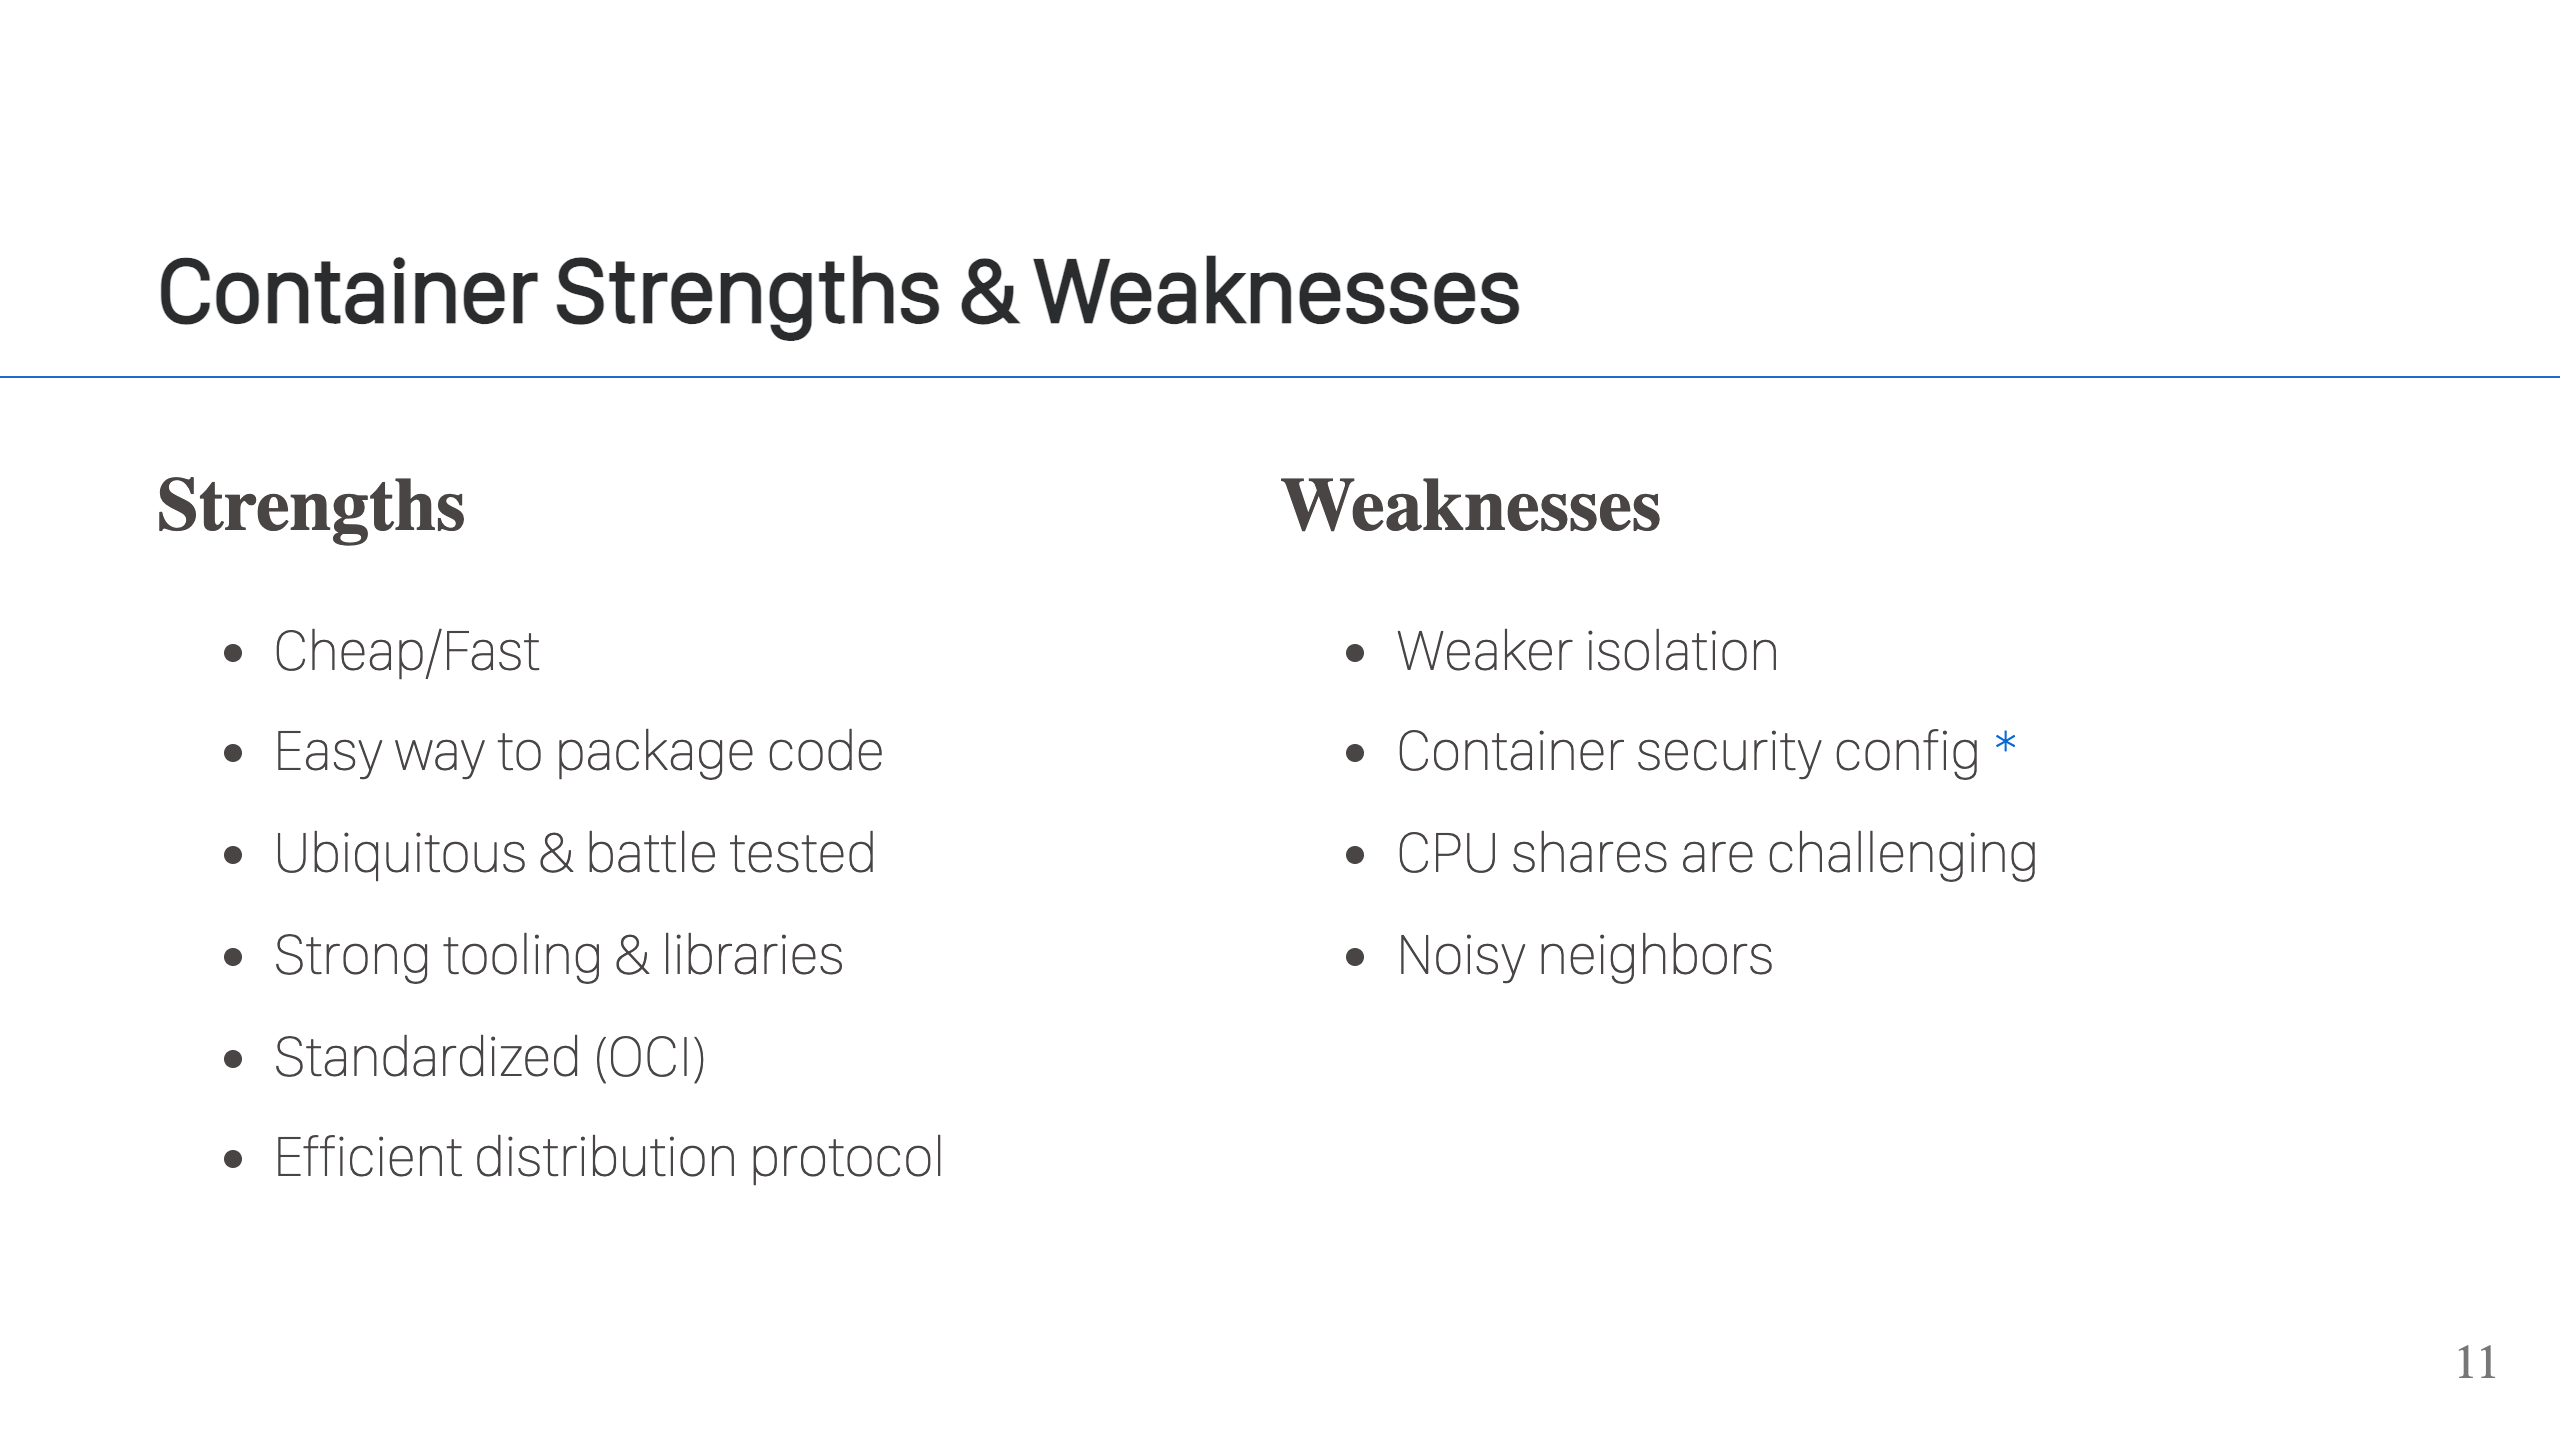 Container Strengths & Weaknesses
Strengths
Cheap/Fast
Easy way to package code
Ubiquitous & battle tested
Strong tooling & libraries
Standardized (OCI)
Efficient distribution protocol
Weaknesses
Weaker isolation
Container security config *
CPU shares are challenging
Noisy neighbors
11